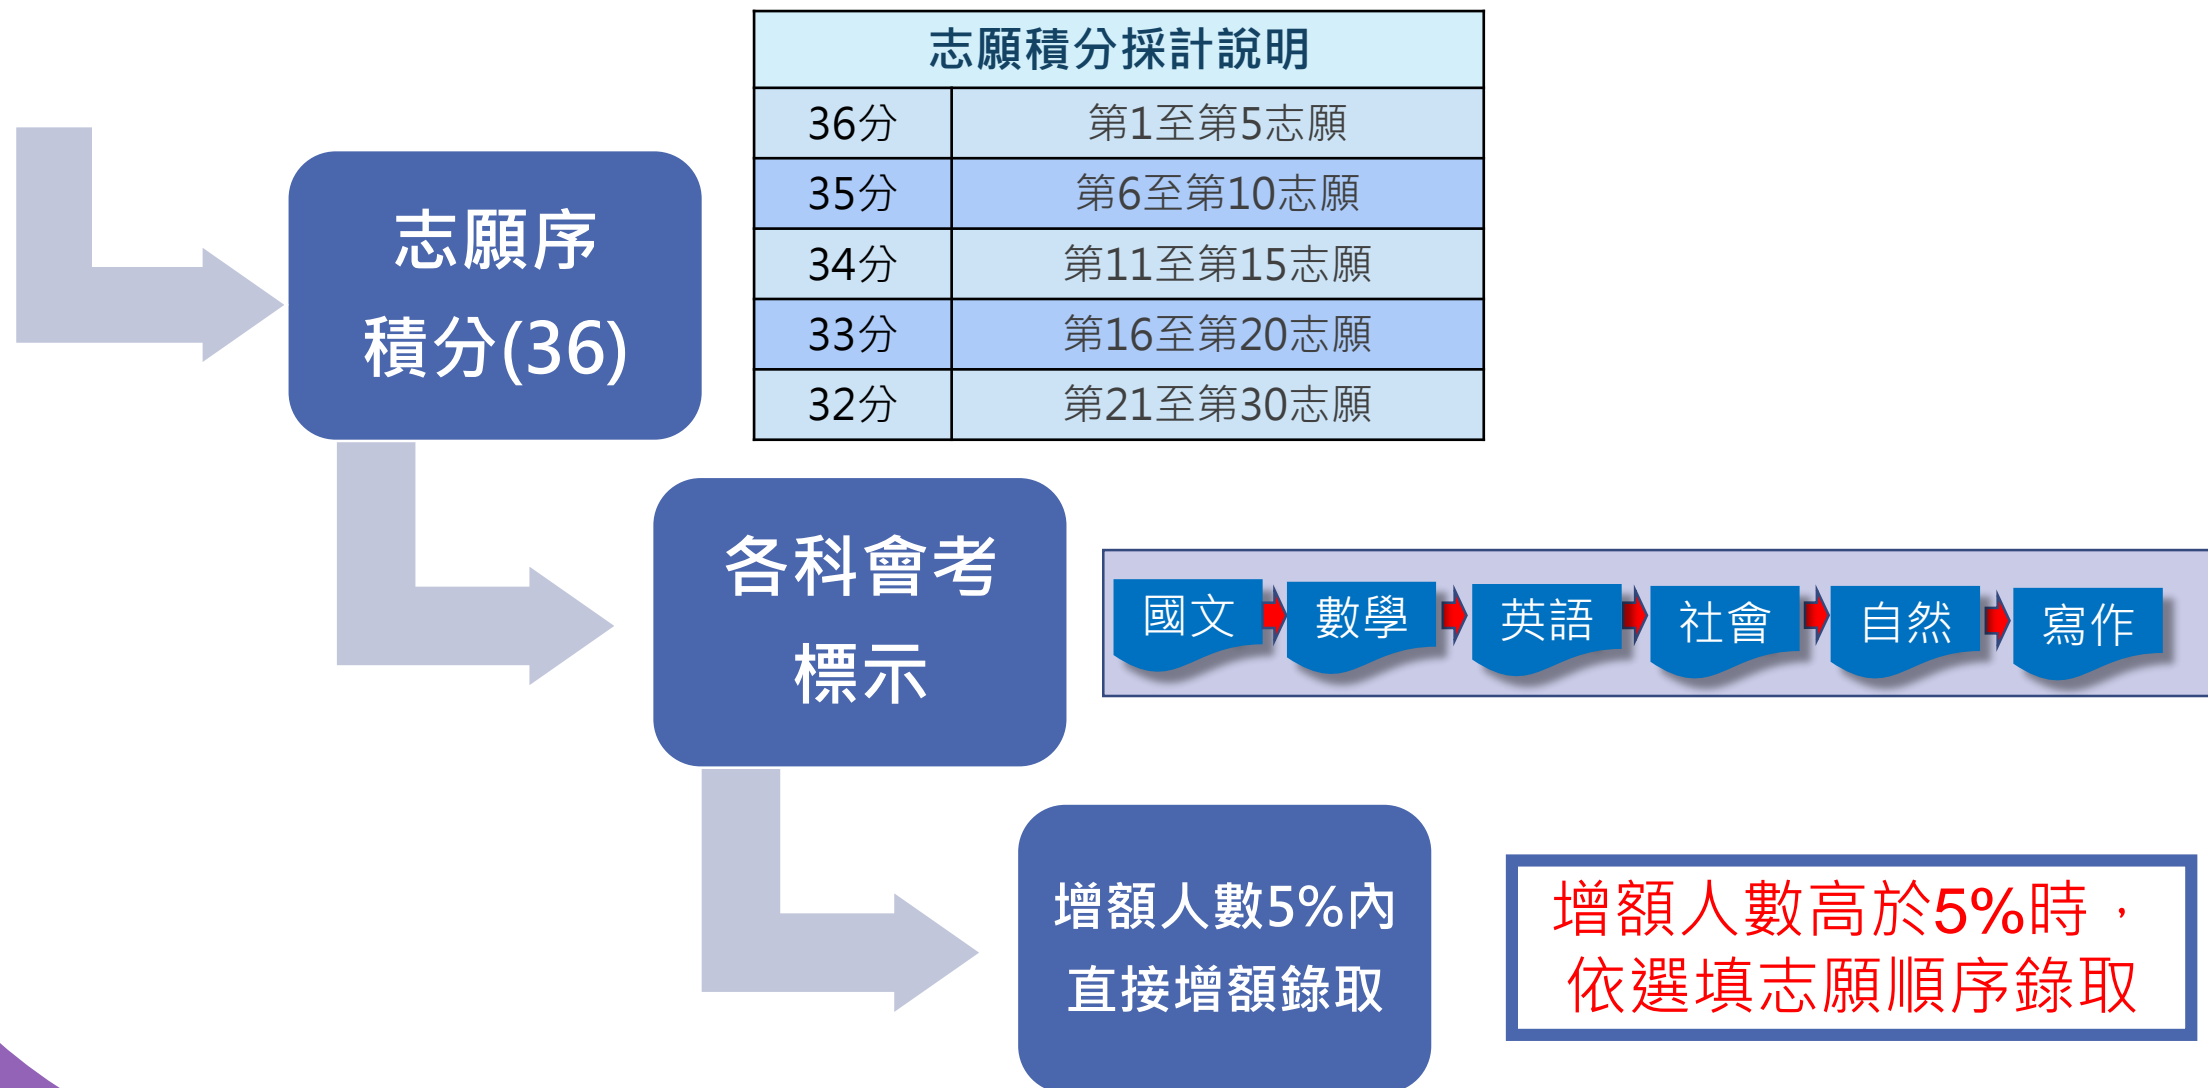 志願積分採計說明
36分 第1至第5志願
35分 第6至第10志願
34分 第11至第15志願
33分 第16至第20志願
32分 第21至第30志願
志願序
積分(36)
各科會考
標示
國文 數學 英語 社會 自然 寫作
增額人數5%內
直接增額錄取
增額人數高於5%時，
依選填志願順序錄取